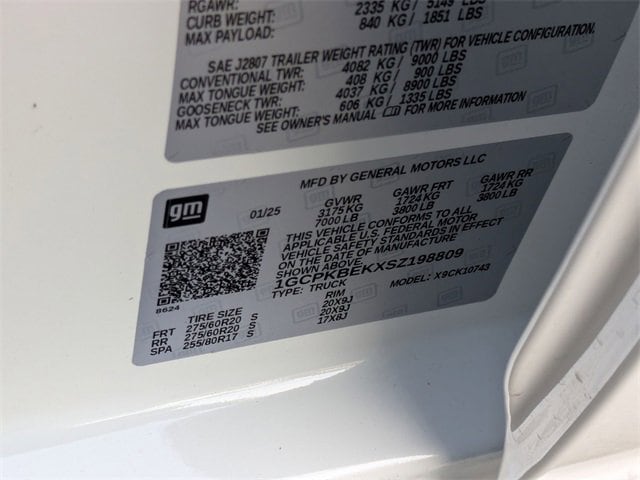 RGAWR:
CURB WEIGHT: 2335 KG / 5149 LBS
MAX PAYLOAD: 840 KG / 1851 LBS
SAE J2807 TRAILER WEIGHT RATING (TWR) FOR VEHICLE CONFIGURATION.
CONVENTIONAL TWR: 4082 KG / 9000 LBS
MAX TONGUE WEIGHT: 408 KG / 900 LBS
GOOSENECK TWR: 4037 KG / 8900 LBS
MAX TONGUE WEIGHT: 606 KG / 1335 LBS
SEE OWNER'S MANUAL FOR MORE INFORMATION
gm
MFD BY GENERAL MOTORS LLC
01/25 GVWR GAWR FRT GAWR RR
3175 KG 1724 KG 1724 KG
7000 LB 3800 LB 3800 LB
THIS VEHICLE CONFORMS TO ALL
APPLICABLE U.S. FEDERAL MOTOR
VEHICLE SAFETY STANDARDS IN EFFECT
ON THE DATE OF MANUFACTURE
SHOWN ABOVE.
1GCPKBEKXSZ198809
TYPE: TRUCK MODEL: X9CK10743
8624
TIRE SIZE RIM
FRT 275/60R20 S 20X9J
RR 275/60R20 S 20X9J
SPA 255/80R17 S 17X8J